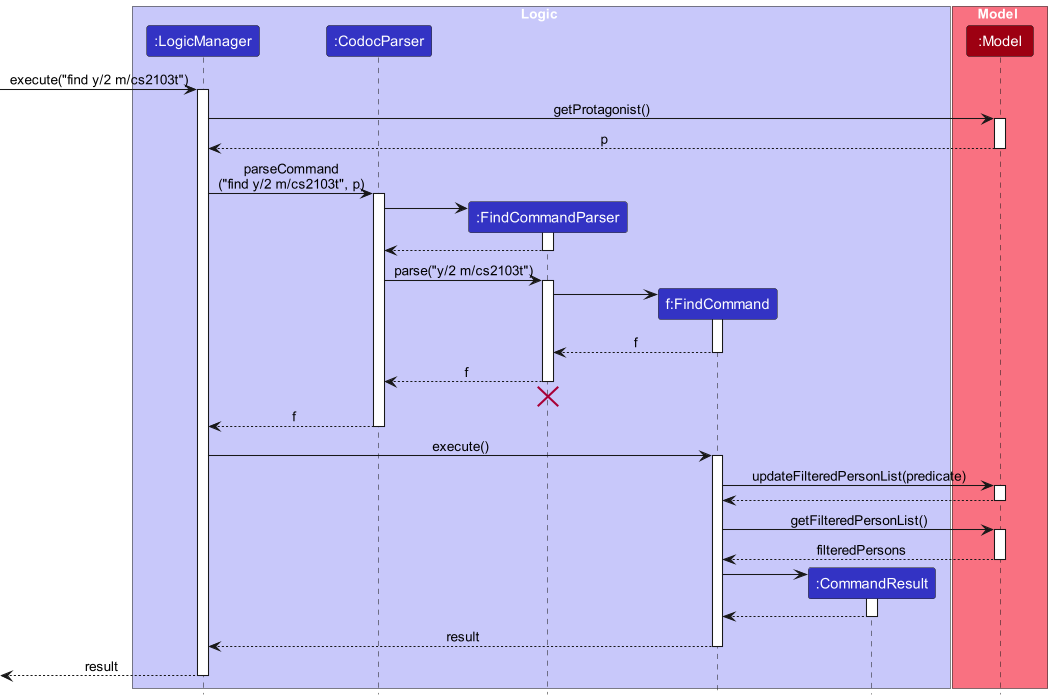 Logic
Model
:LogicManager
:CodocParser
:Model
execute("find y/2 m/cs2103t")
getProtagonist()
p
parseCommand
("find y/2 m/cs2103t", p)
:FindCommandParser
parse("y/2 m/cs2103t")
f:FindCommand
f
f
f
execute()
updateFilteredPersonList(predicate)
getFilteredPersonList()
filteredPersons
:CommandResult
result
result